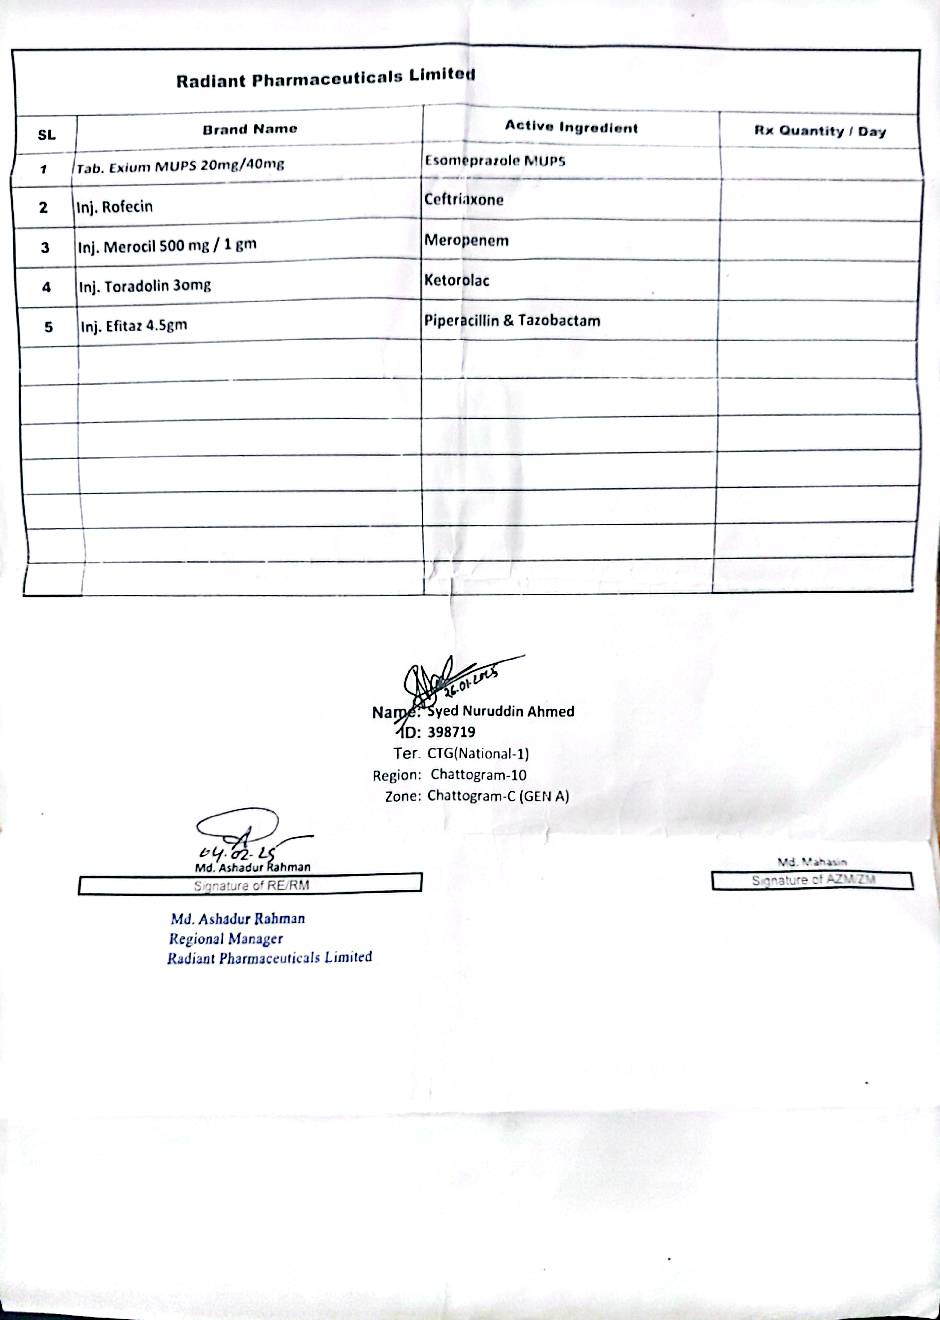 Radiant Pharmaceuticals Limited
SL Brand Name Active Ingredient Rx Quantity / Day
1 Tab. Exium MUPS 20mg/40mg Esomeprazole MUPS
2 Inj. Rofecin Ceftriaxone
3 Inj. Merocil 500 mg / 1 gm Meropenem
4 Inj. Toradolin 30mg Ketorolac
5 Inj. Efitaz 4.5gm Piperacillin & Tazobactam
26.01.2025
Name: Syed Nuruddin Ahmed
ID: 398719
Ter. CTG(National-1)
Region: Chattogram-10
Zone: Chattogram-C (GEN A)
04.02-25
Md. Ashadur Rahman
Signature of RE/RM
Md. Mahasin
Signature of AZM/ZM
Md. Ashadur Rahman
Regional Manager
Radiant Pharmaceuticals Limited